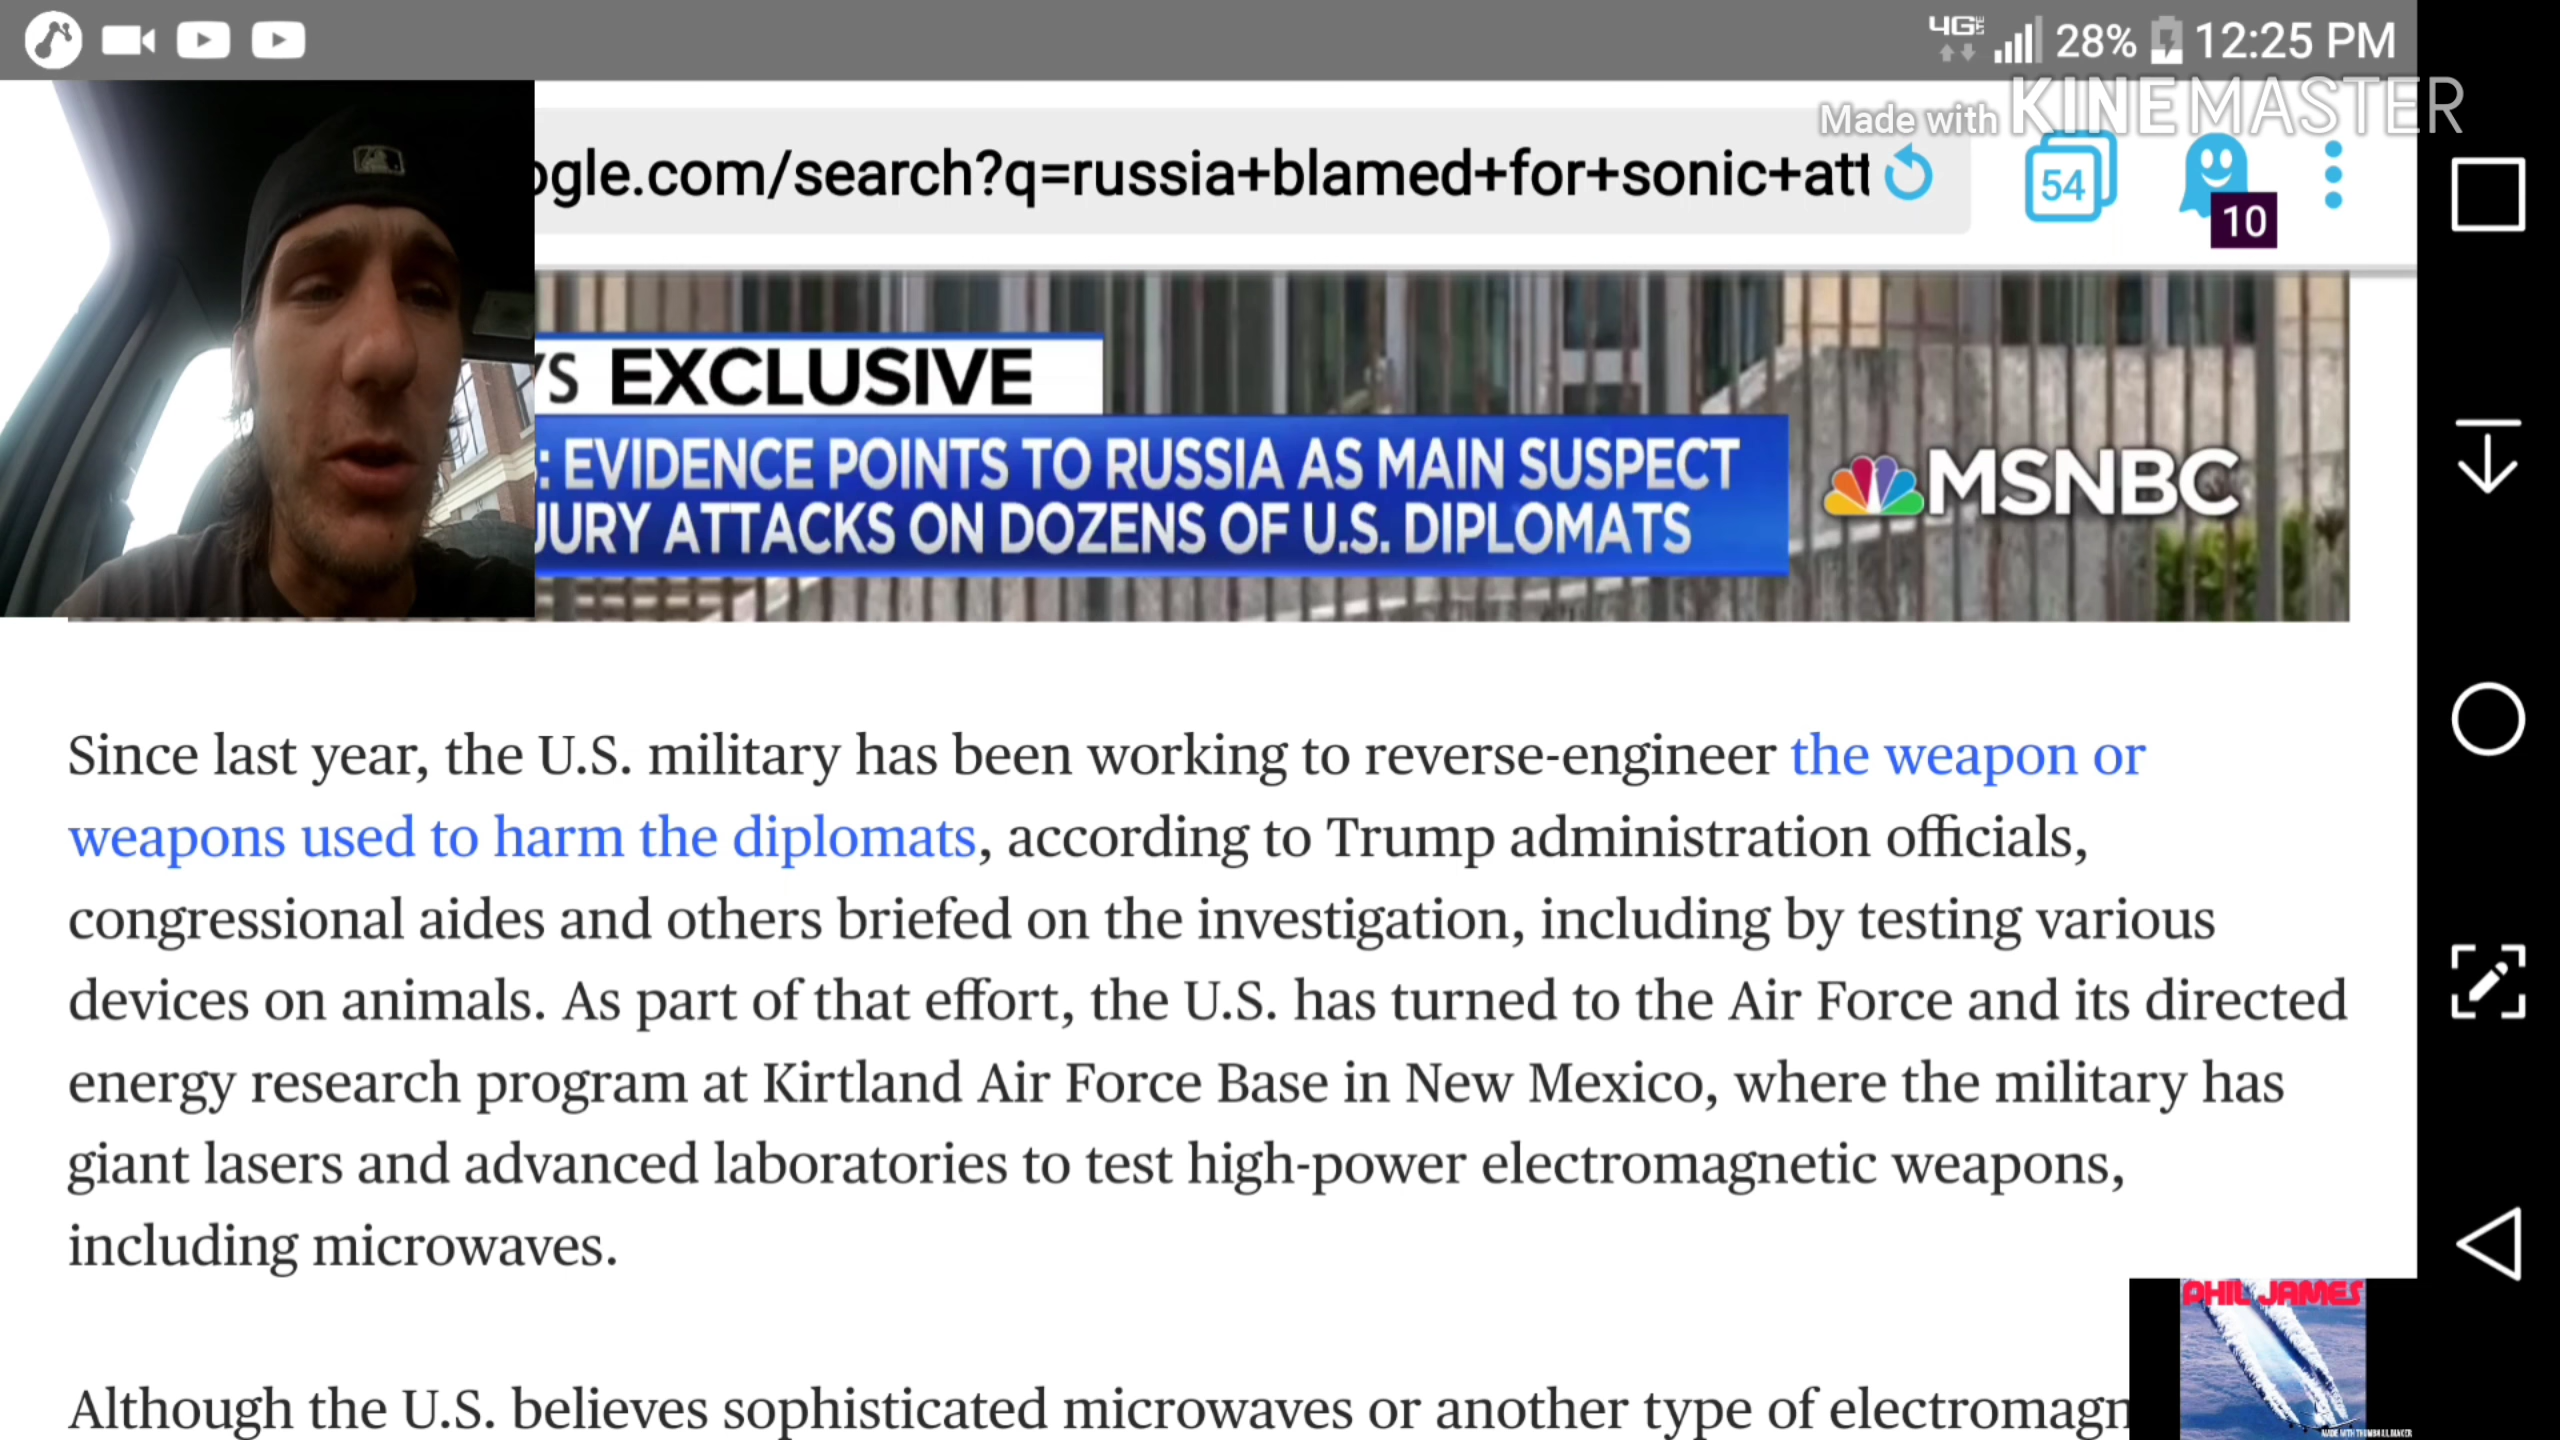 4G LTE 28% 12:25 PM
Made with KINEMASTER
ogle.com/search?q=russia+blamed+for+sonic+att
54
10
'S EXCLUSIVE
: EVIDENCE POINTS TO RUSSIA AS MAIN SUSPECT
JURY ATTACKS ON DOZENS OF U.S. DIPLOMATS
MSNBC
Since last year, the U.S. military has been working to reverse-engineer the weapon or
weapons used to harm the diplomats, according to Trump administration officials,
congressional aides and others briefed on the investigation, including by testing various
devices on animals. As part of that effort, the U.S. has turned to the Air Force and its directed
energy research program at Kirtland Air Force Base in New Mexico, where the military has
giant lasers and advanced laboratories to test high-power electromagnetic weapons,
including microwaves.
PHIL JAMES
Although the U.S. believes sophisticated microwaves or another type of electromagn
MADE WITH THUMBNAIL MAKER